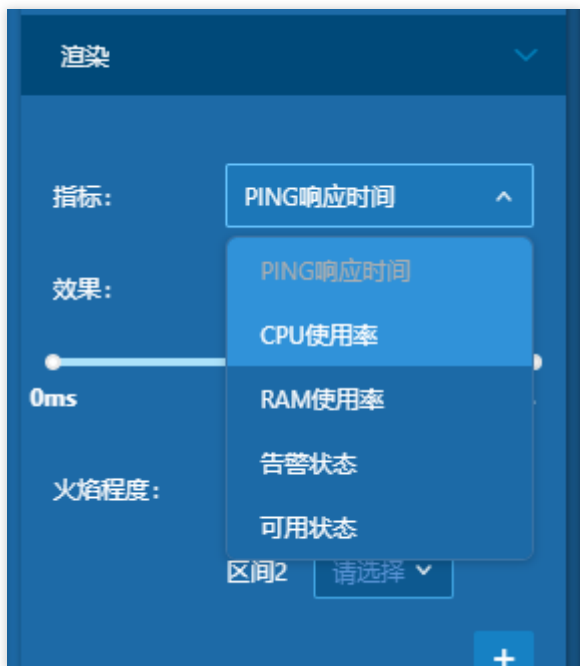 渲染
指标： PING响应时间
PING响应时间
效果：
CPU使用率
0ms
RAM使用率
告警状态
火焰程度：
可用状态
区间2 请选择
+